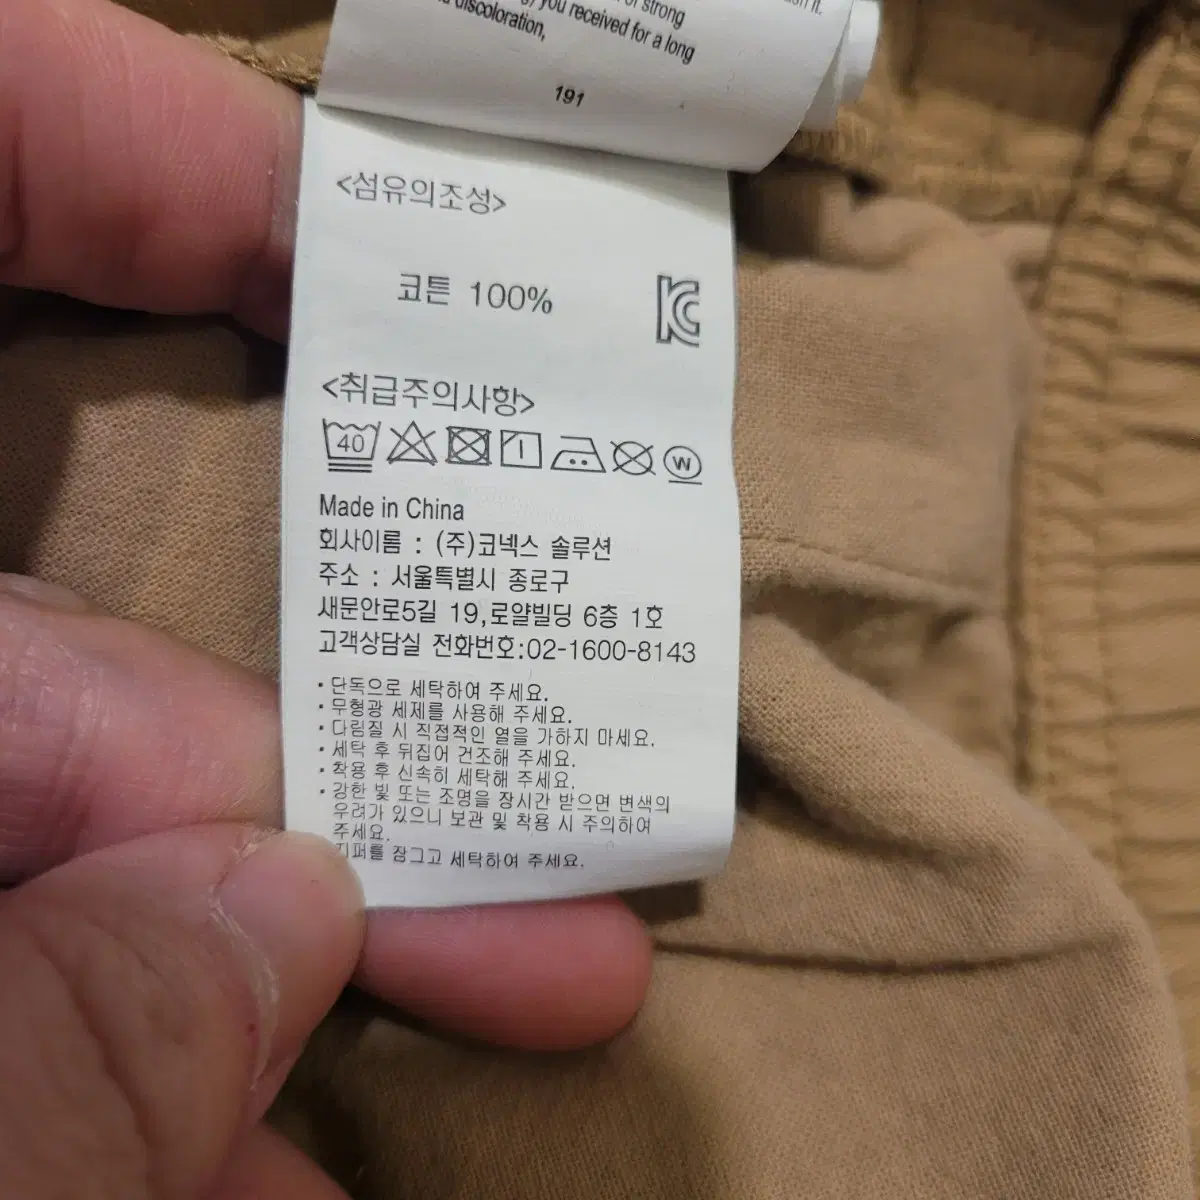 of strong
you received for a long
discoloration,
191
<섬유의조성>
코튼 100%
<취급주의사항>
40
W
Made in China
회사이름 : (주)코넥스 솔루션
주소 : 서울특별시 종로구
새문안로5길 19,로얄빌딩 6층 1호
고객상담실 전화번호:02-1600-8143
· 단독으로 세탁하여 주세요.
· 무형광 세제를 사용해 주세요.
· 다림질 시 직접적인 열을 가하지 마세요.
· 세탁 후 뒤집어 건조해 주세요.
· 착용 후 신속히 세탁해 주세요.
· 강한 빛 또는 조명을 장시간 받으면 변색의
우려가 있으니 보관 및 착용 시 주의하여
주세요.
지퍼를 잠그고 세탁하여 주세요.